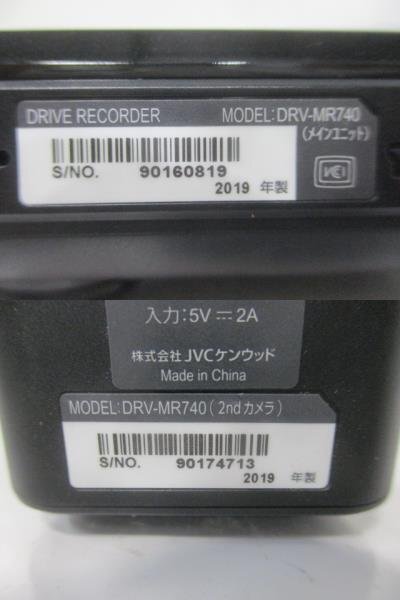 DRIVE RECORDER MODEL: DRV-MR740
(メインユニット)
S/NO. 90160819
2019 年製
入力:5V⎓2A
株式会社 JVCケンウッド
Made in China
MODEL:DRV-MR740(2ndカメラ)
S/NO. 90174713
2019 年製